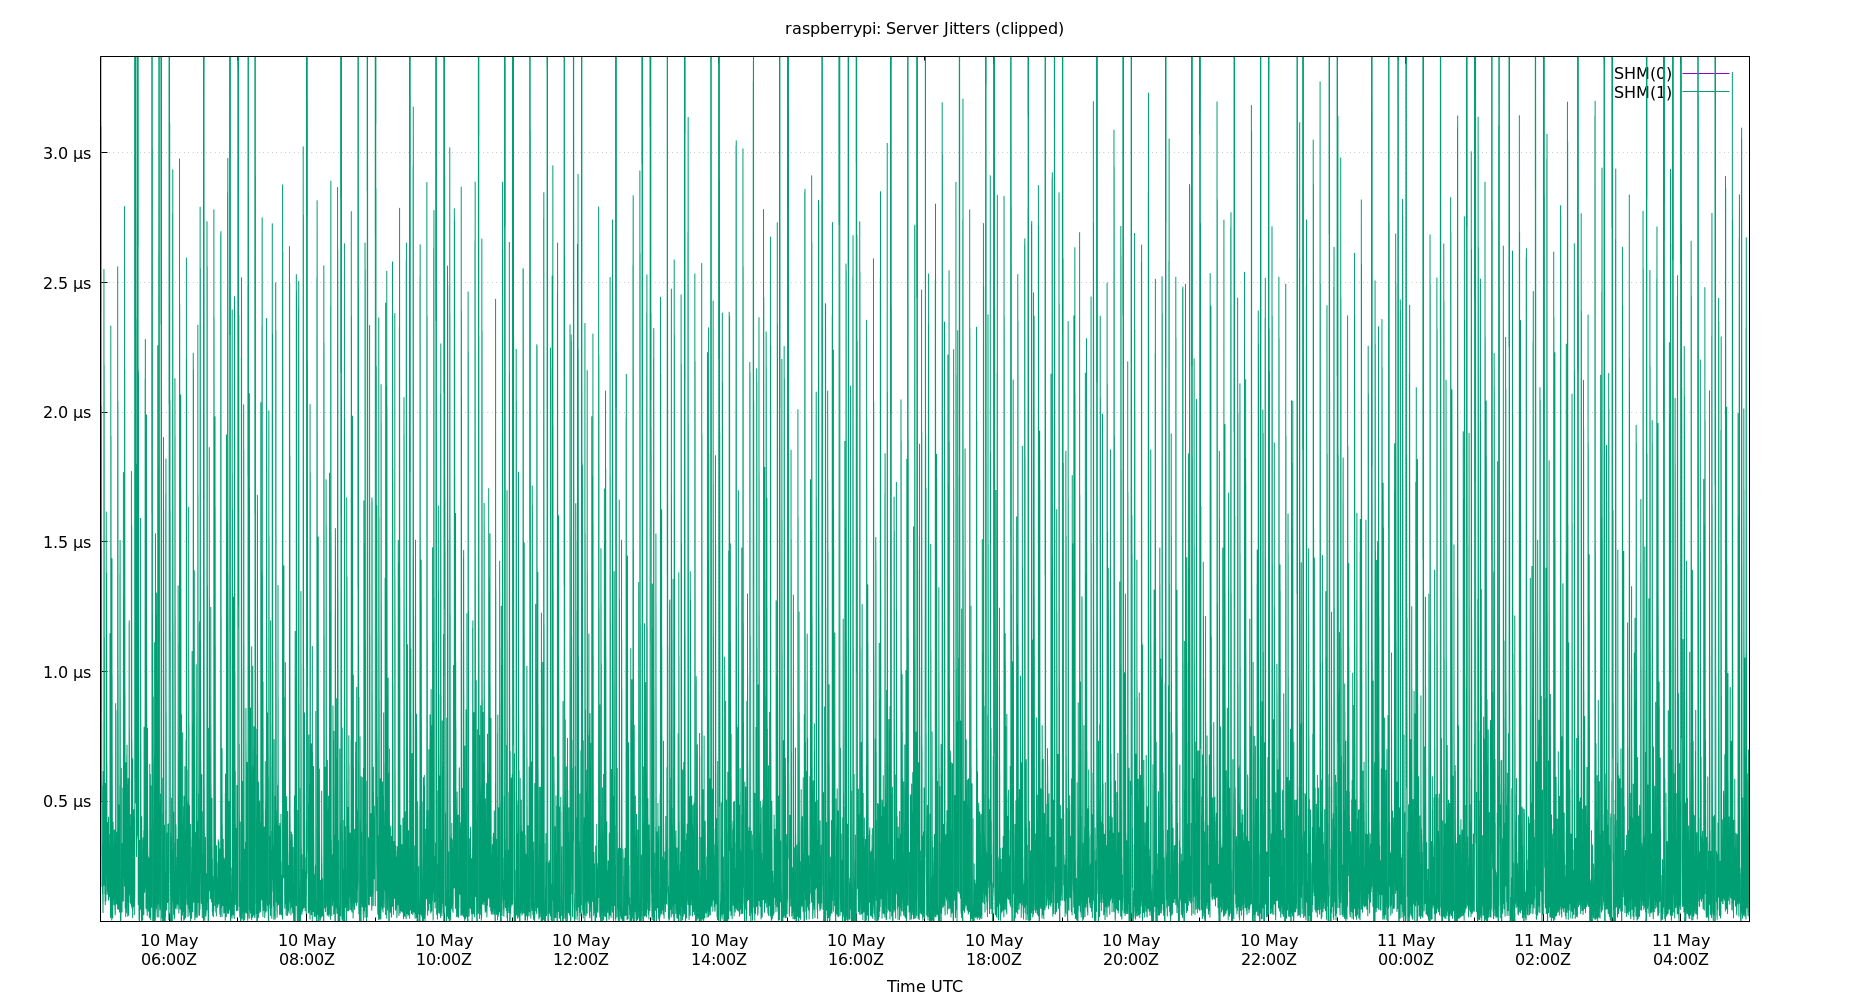 raspberrypi: Server Jitters (clipped)
SHM(0)
SHM(1)
3.0 µs
2.5 µs
2.0 µs
1.5 µs
1.0 µs
0.5 µs
10 May 10 May 10 May 10 May 10 May 10 May 10 May 10 May 10 May 11 May 11 May 11 May
06:00Z 08:00Z 10:00Z 12:00Z 14:00Z 16:00Z 18:00Z 20:00Z 22:00Z 00:00Z 02:00Z 04:00Z
Time UTC